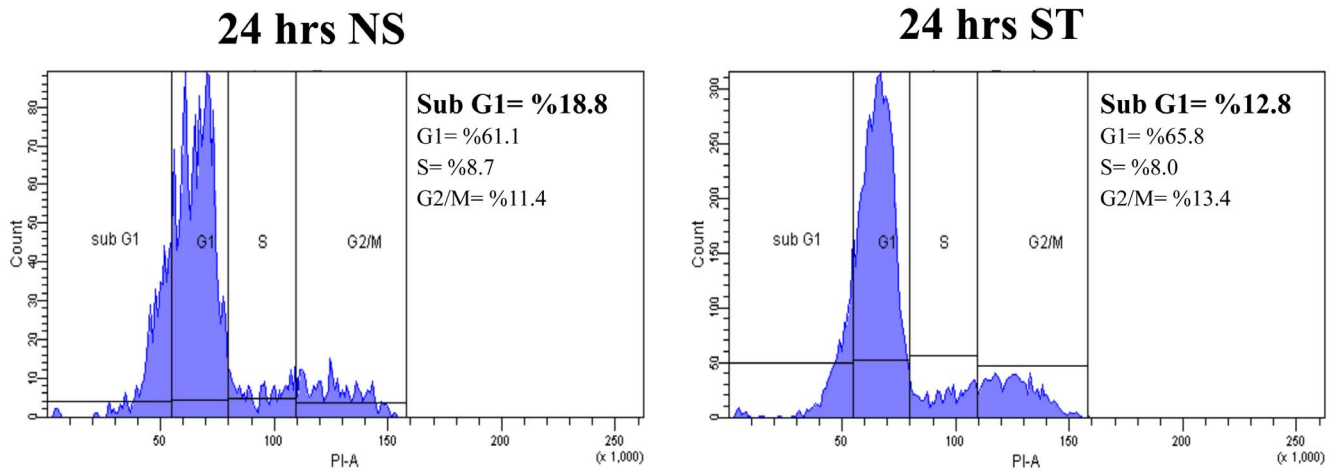 24 hrs NS
Count
0 10 20 30 40 50 60 70 80
sub G1
G1
S
G2/M
50 100 150 200 250
(x 1,000)
PI-A
Sub G1= %18.8
G1= %61.1
S= %8.7
G2/M= %11.4
24 hrs ST
Count
0 50 100 150 200 250 300
sub G1
G1
S
G2/M
50 100 150 200 250
(x 1,000)
PI-A
Sub G1= %12.8
G1= %65.8
S= %8.0
G2/M= %13.4